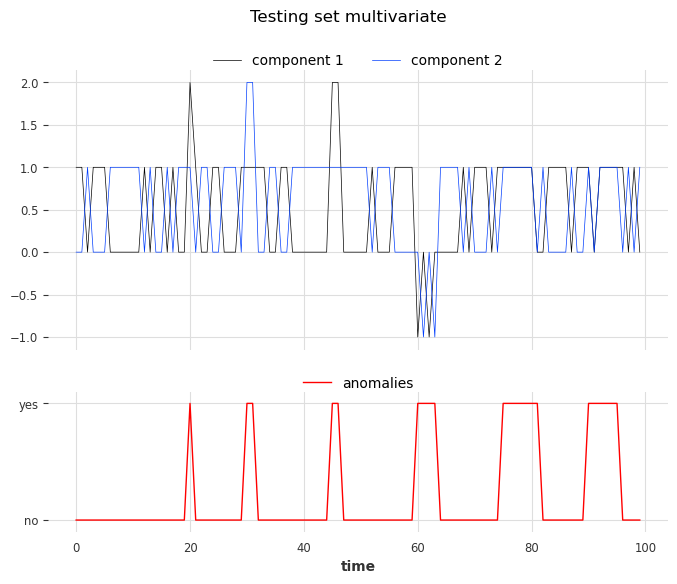 Testing set multivariate
component 1 component 2
2.0
1.5
1.0
0.5
0.0
−0.5
−1.0
anomalies
yes
no
0 20 40 60 80 100
time